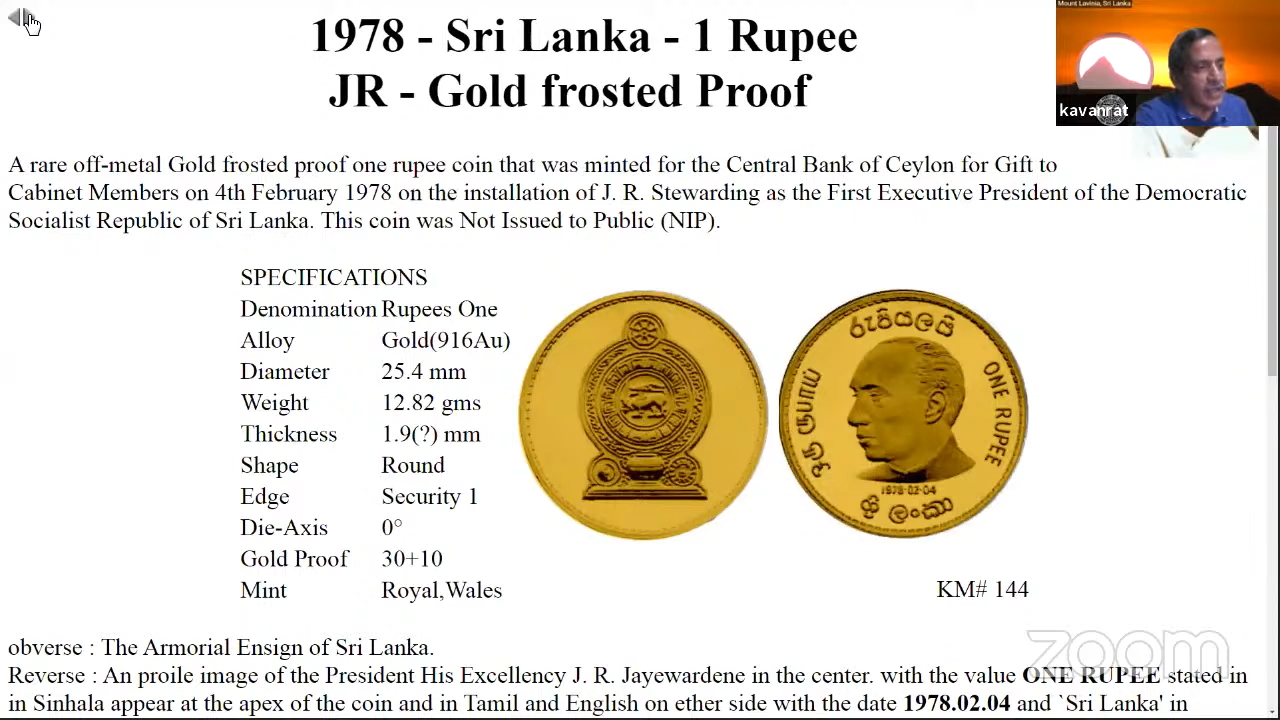 1978 - Sri Lanka - 1 Rupee
JR - Gold frosted Proof
Mount Lavinia, Sri Lanka
kavanrat
A rare off-metal Gold frosted proof one rupee coin that was minted for the Central Bank of Ceylon for Gift to
Cabinet Members on 4th February 1978 on the installation of J. R. Stewarding as the First Executive President of the Democratic
Socialist Republic of Sri Lanka. This coin was Not Issued to Public (NIP).
SPECIFICATIONS
Denomination Rupees One
Alloy Gold(916Au)
Diameter 25.4 mm
Weight 12.82 gms
Thickness 1.9(?) mm
Shape Round
Edge Security 1
Die-Axis 0°
Gold Proof 30+10
Mint Royal,Wales
රුපියලයි
ஒரு ரூபாய்
ONE RUPEE
1978-02-04
ශ්‍රී ලංකා
KM# 144
zoom
obverse : The Armorial Ensign of Sri Lanka.
Reverse : An proile image of the President His Excellency J. R. Jayewardene in the center. with the value ONE RUPEE stated in
in Sinhala appear at the apex of the coin and in Tamil and English on ether side with the date 1978.02.04 and `Sri Lanka' in